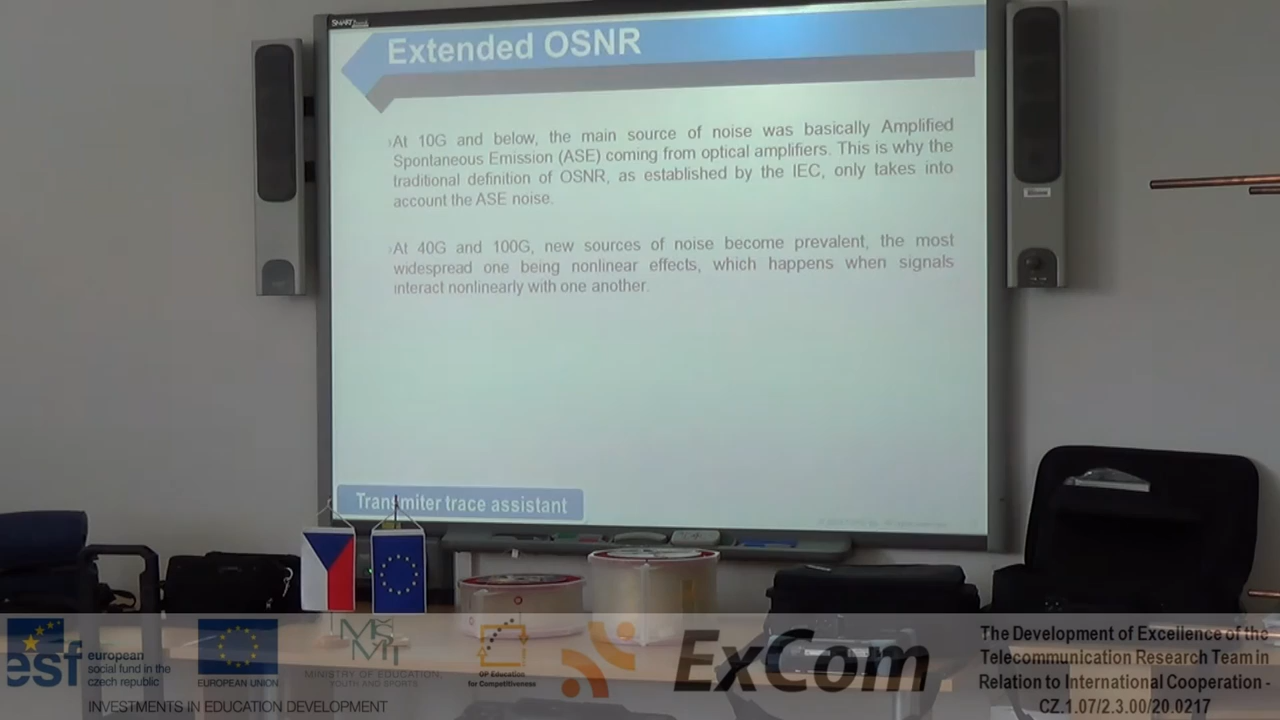 SMART
Extended OSNR
At 10G and below, the main source of noise was basically Amplified
Spontaneous Emission (ASE) coming from optical amplifiers. This is why the
traditional definition of OSNR, as established by the IEC, only takes into
account the ASE noise.
At 40G and 100G, new sources of noise become prevalent, the most
widespread one being nonlinear effects, which happens when signals
interact nonlinearly with one another.
Transmiter trace assistant
esf european
social fund in the
czech republic
EUROPEAN UNION
MINISTRY OF EDUCATION,
YOUTH AND SPORTS
OP Education
for Competitiveness
INVESTMENTS IN EDUCATION DEVELOPMENT
ExCom
The Development of Excellence of the
Telecommunication Research Team in
Relation to International Cooperation -
CZ.1.07/2.3.00/20.0217